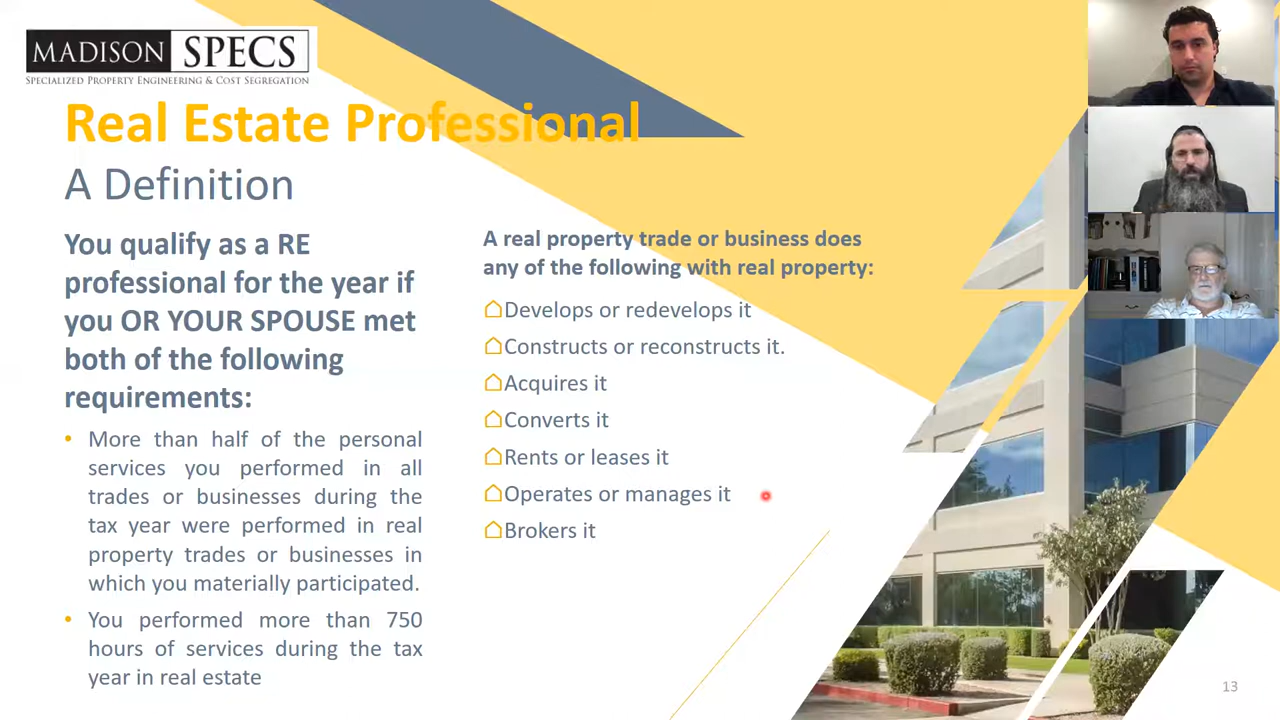 MADISON SPECS
SPECIALIZED PROPERTY ENGINEERING & COST SEGREGATION
Real Estate Professional
A Definition
You qualify as a RE
professional for the year if
you OR YOUR SPOUSE met
both of the following
requirements:
• More than half of the personal
services you performed in all
trades or businesses during the
tax year were performed in real
property trades or businesses in
which you materially participated.
• You performed more than 750
hours of services during the tax
year in real estate
A real property trade or business does
any of the following with real property:
Develops or redevelops it
Constructs or reconstructs it.
Acquires it
Converts it
Rents or leases it
Operates or manages it
Brokers it
13